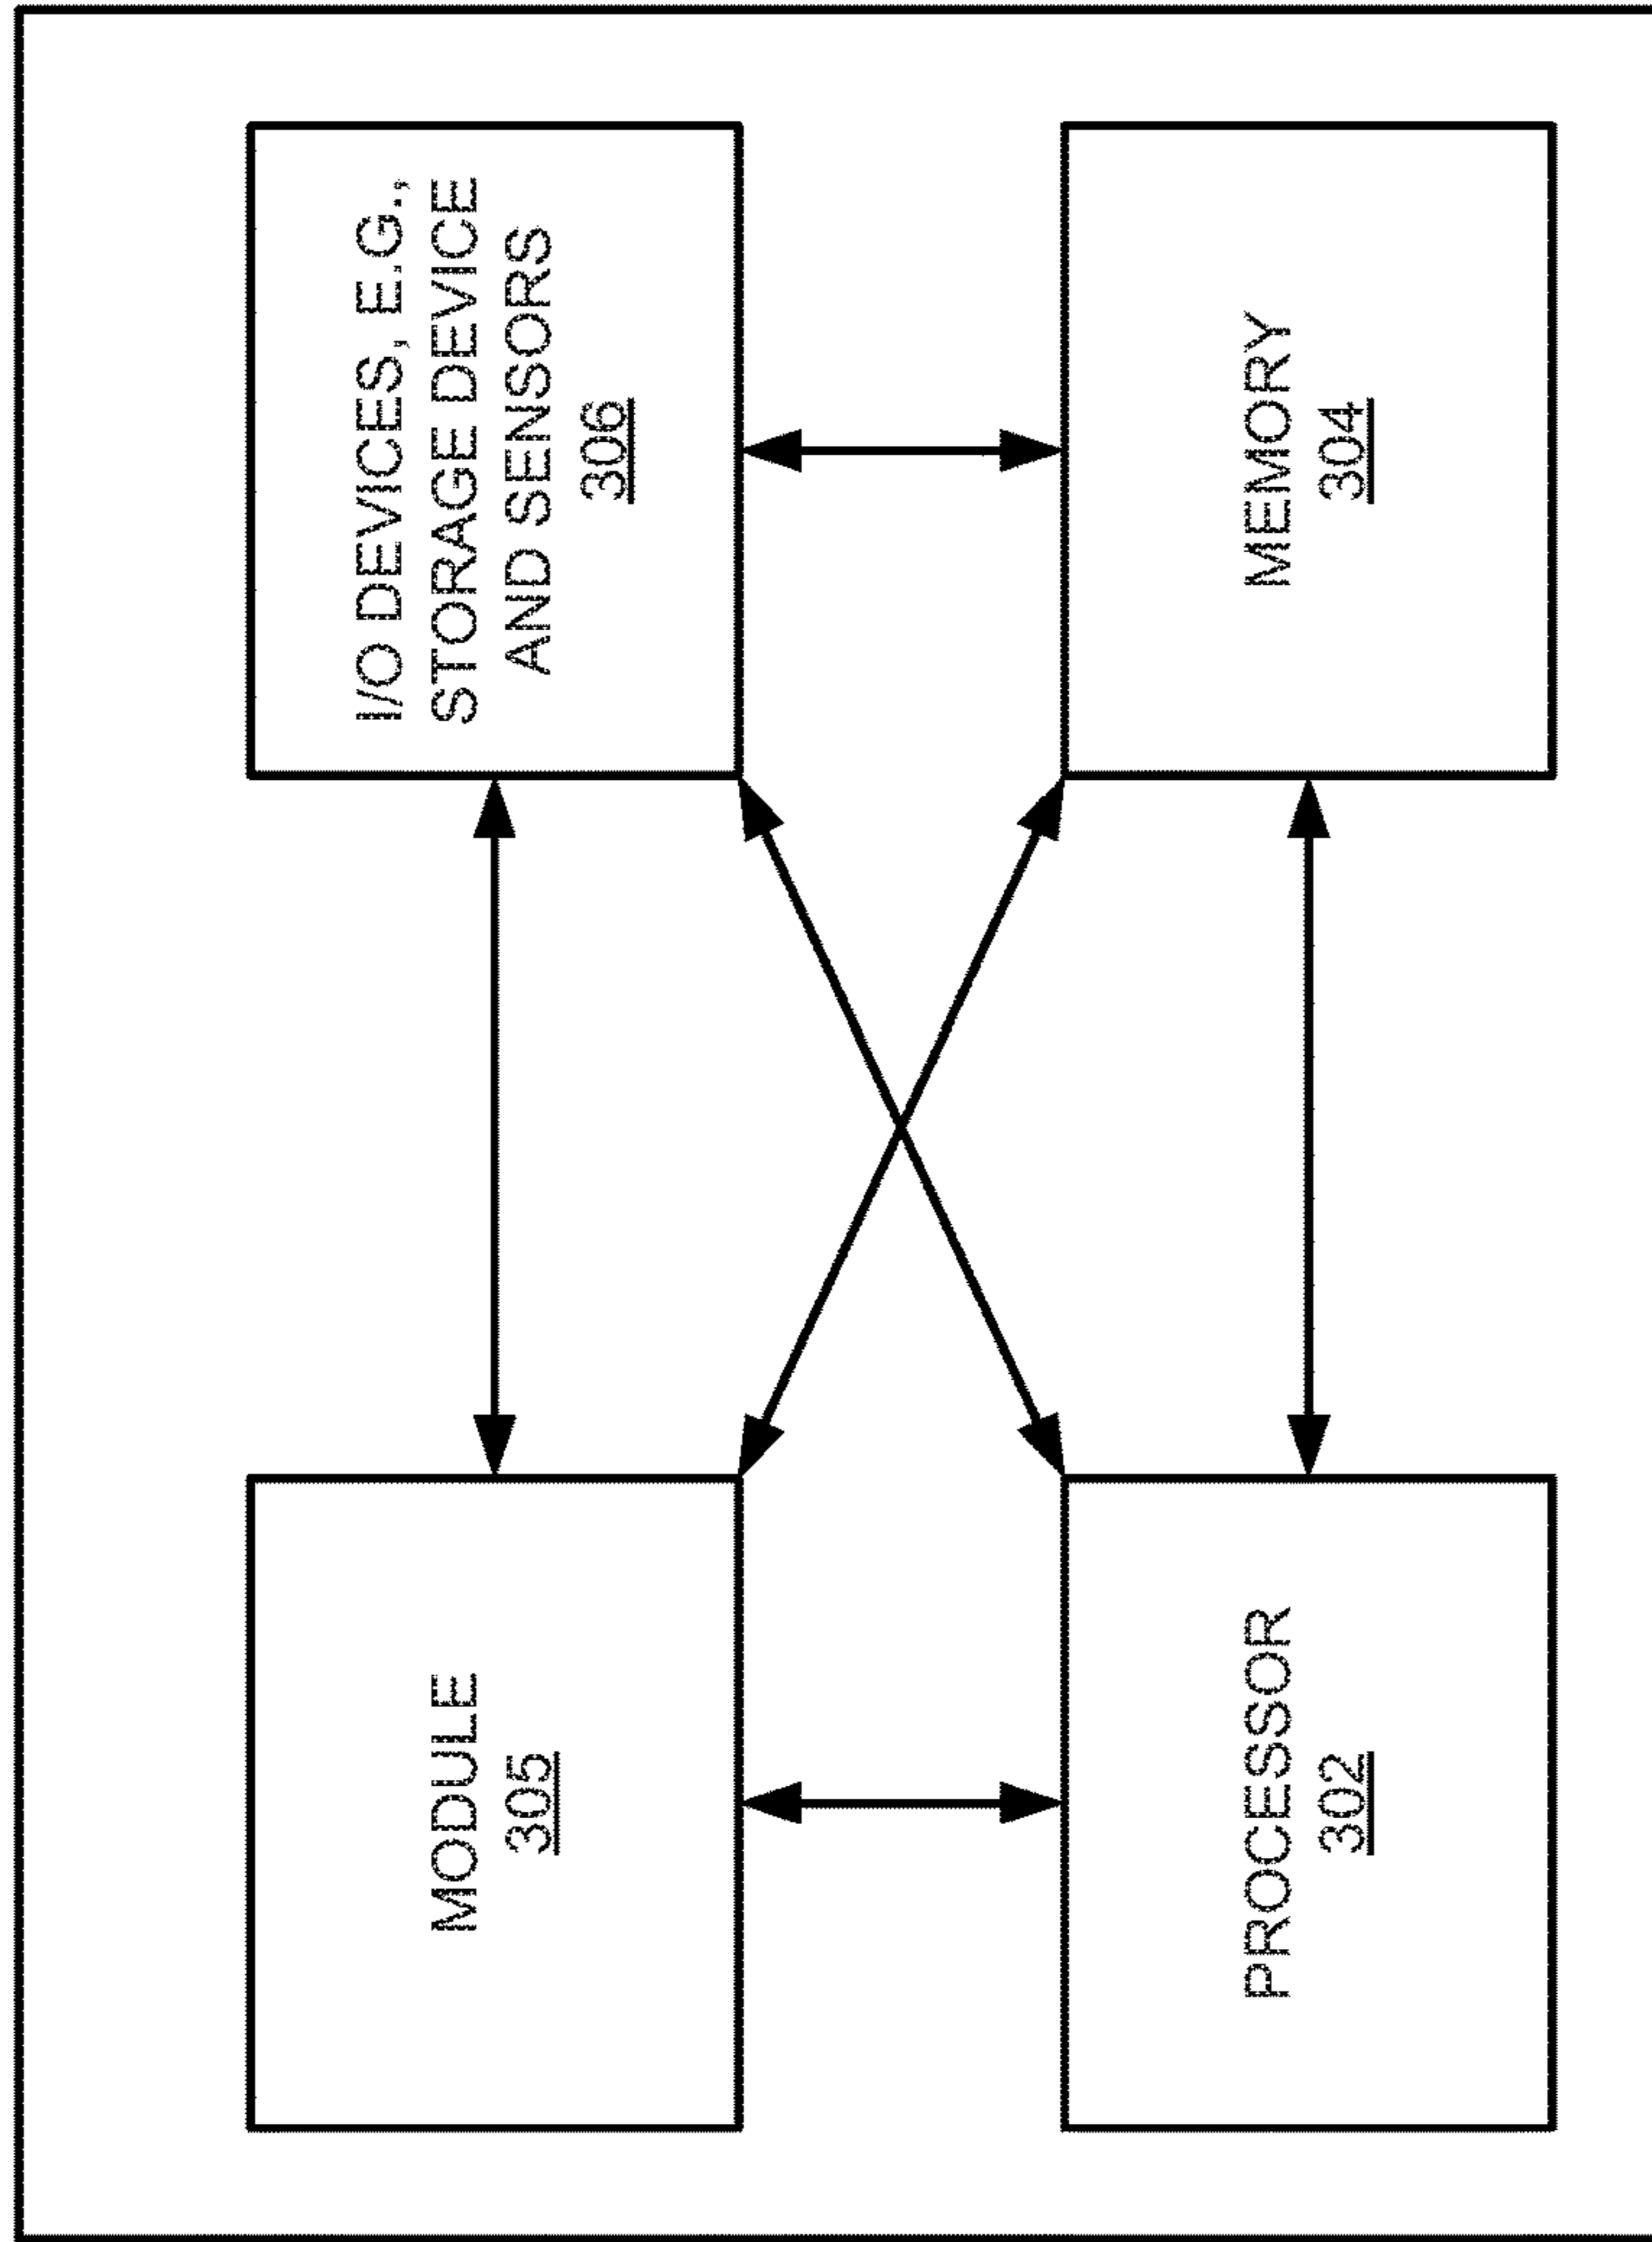 MODULE
305
I/O DEVICES, E.G.,
STORAGE DEVICE
AND SENSORS
306
PROCESSOR
302
MEMORY
304